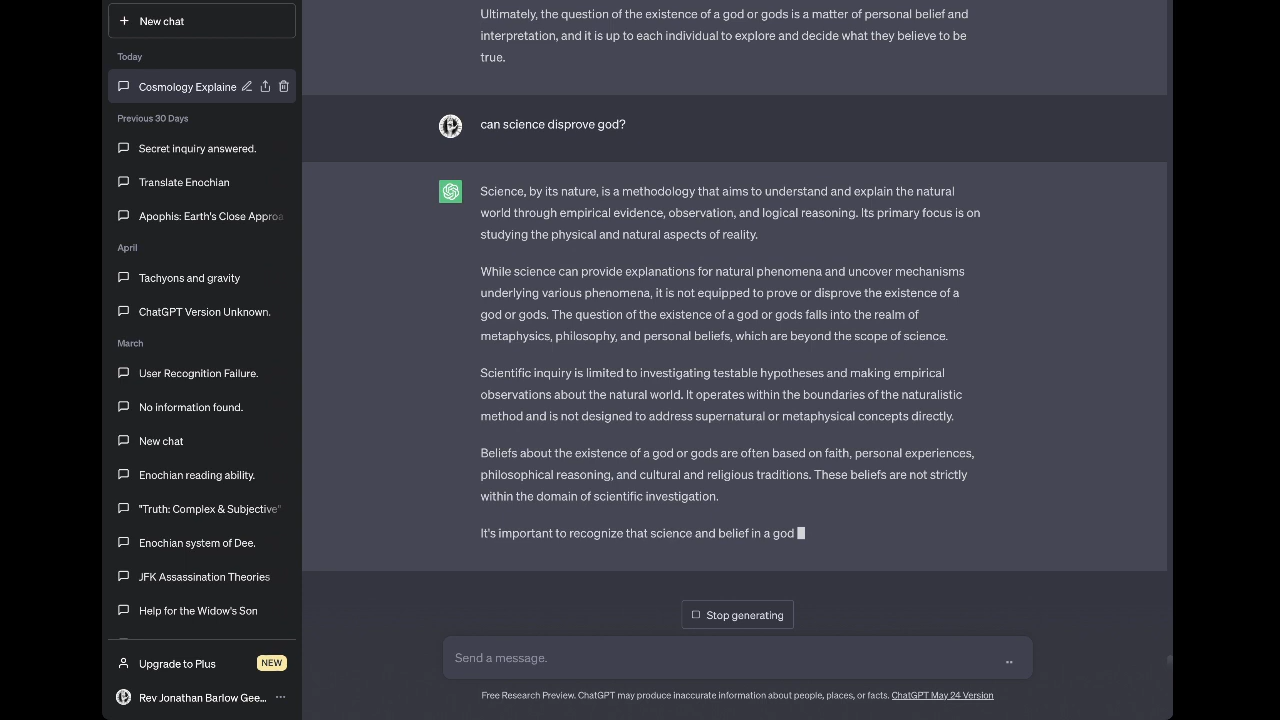 New chat
Today
Cosmology Explaine
Previous 30 Days
Secret inquiry answered.
Translate Enochian
Apophis: Earth's Close Approa
April
Tachyons and gravity
ChatGPT Version Unknown.
March
User Recognition Failure.
No information found.
New chat
Enochian reading ability.
"Truth: Complex & Subjective"
Enochian system of Dee.
JFK Assassination Theories
Help for the Widow's Son
Upgrade to Plus
NEW
Rev Jonathan Barlow Gee...
Ultimately, the question of the existence of a god or gods is a matter of personal belief and
interpretation, and it is up to each individual to explore and decide what they believe to be
true.
can science disprove god?
Science, by its nature, is a methodology that aims to understand and explain the natural
world through empirical evidence, observation, and logical reasoning. Its primary focus is on
studying the physical and natural aspects of reality.
While science can provide explanations for natural phenomena and uncover mechanisms
underlying various phenomena, it is not equipped to prove or disprove the existence of a
god or gods. The question of the existence of a god or gods falls into the realm of
metaphysics, philosophy, and personal beliefs, which are beyond the scope of science.
Scientific inquiry is limited to investigating testable hypotheses and making empirical
observations about the natural world. It operates within the boundaries of the naturalistic
method and is not designed to address supernatural or metaphysical concepts directly.
Beliefs about the existence of a god or gods are often based on faith, personal experiences,
philosophical reasoning, and cultural and religious traditions. These beliefs are not strictly
within the domain of scientific investigation.
It's important to recognize that science and belief in a god
Stop generating
Send a message.
Free Research Preview. ChatGPT may produce inaccurate information about people, places, or facts. ChatGPT May 24 Version